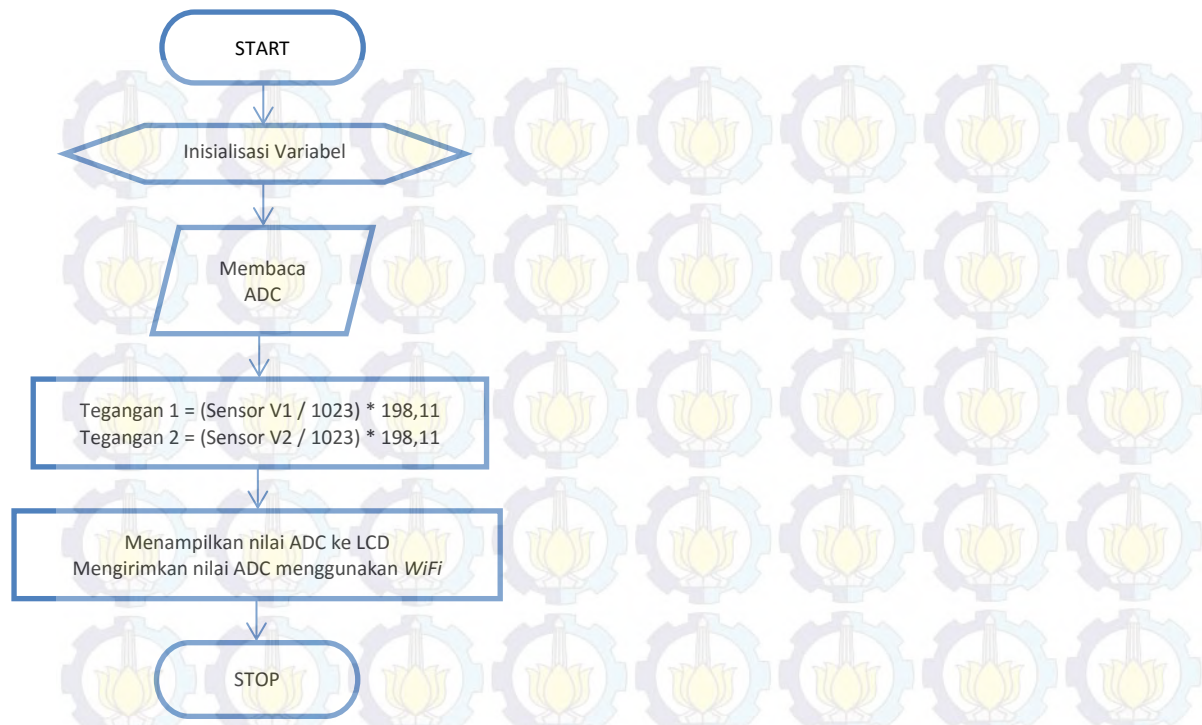 START
Inisialisasi Variabel
Membaca
ADC
Tegangan 1 = (Sensor V1 / 1023) * 198,11
Tegangan 2 = (Sensor V2 / 1023) * 198,11
Menampilkan nilai ADC ke LCD
Mengirimkan nilai ADC menggunakan WiFi
STOP